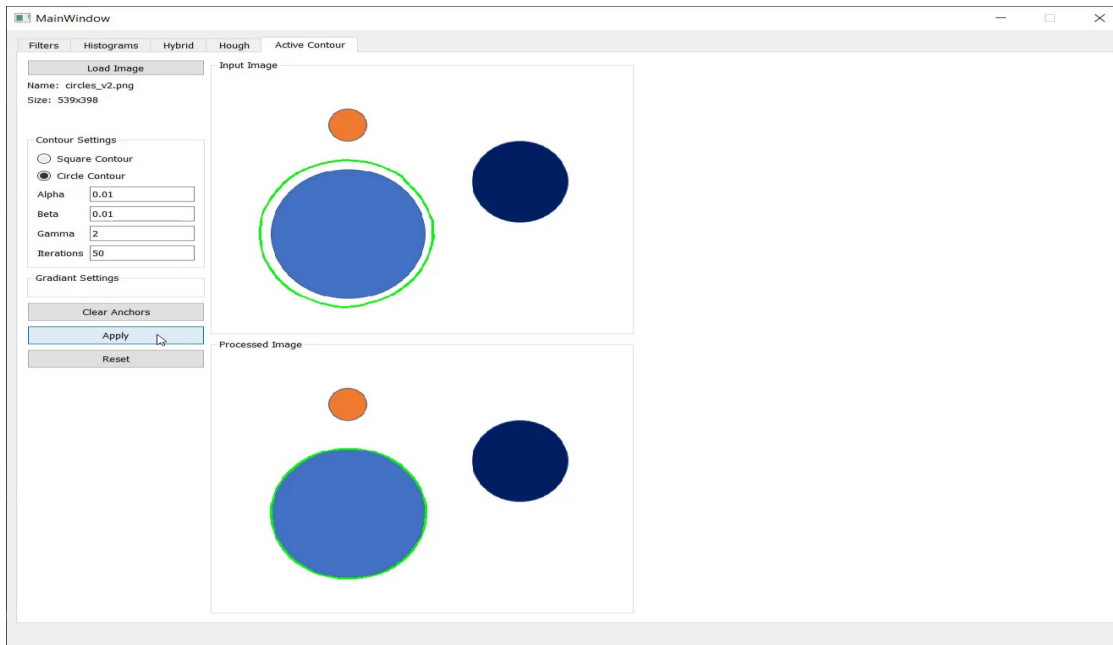 MainWindow
Filters Histograms Hybrid Hough Active Contour
Load Image
Name: circles_v2.png
Size: 539x398
Contour Settings
Square Contour
Circle Contour
Alpha 0.01
Beta 0.01
Gamma 2
Iterations 50
Gradiant Settings
Clear Anchors
Apply
Reset
Input Image
Processed Image